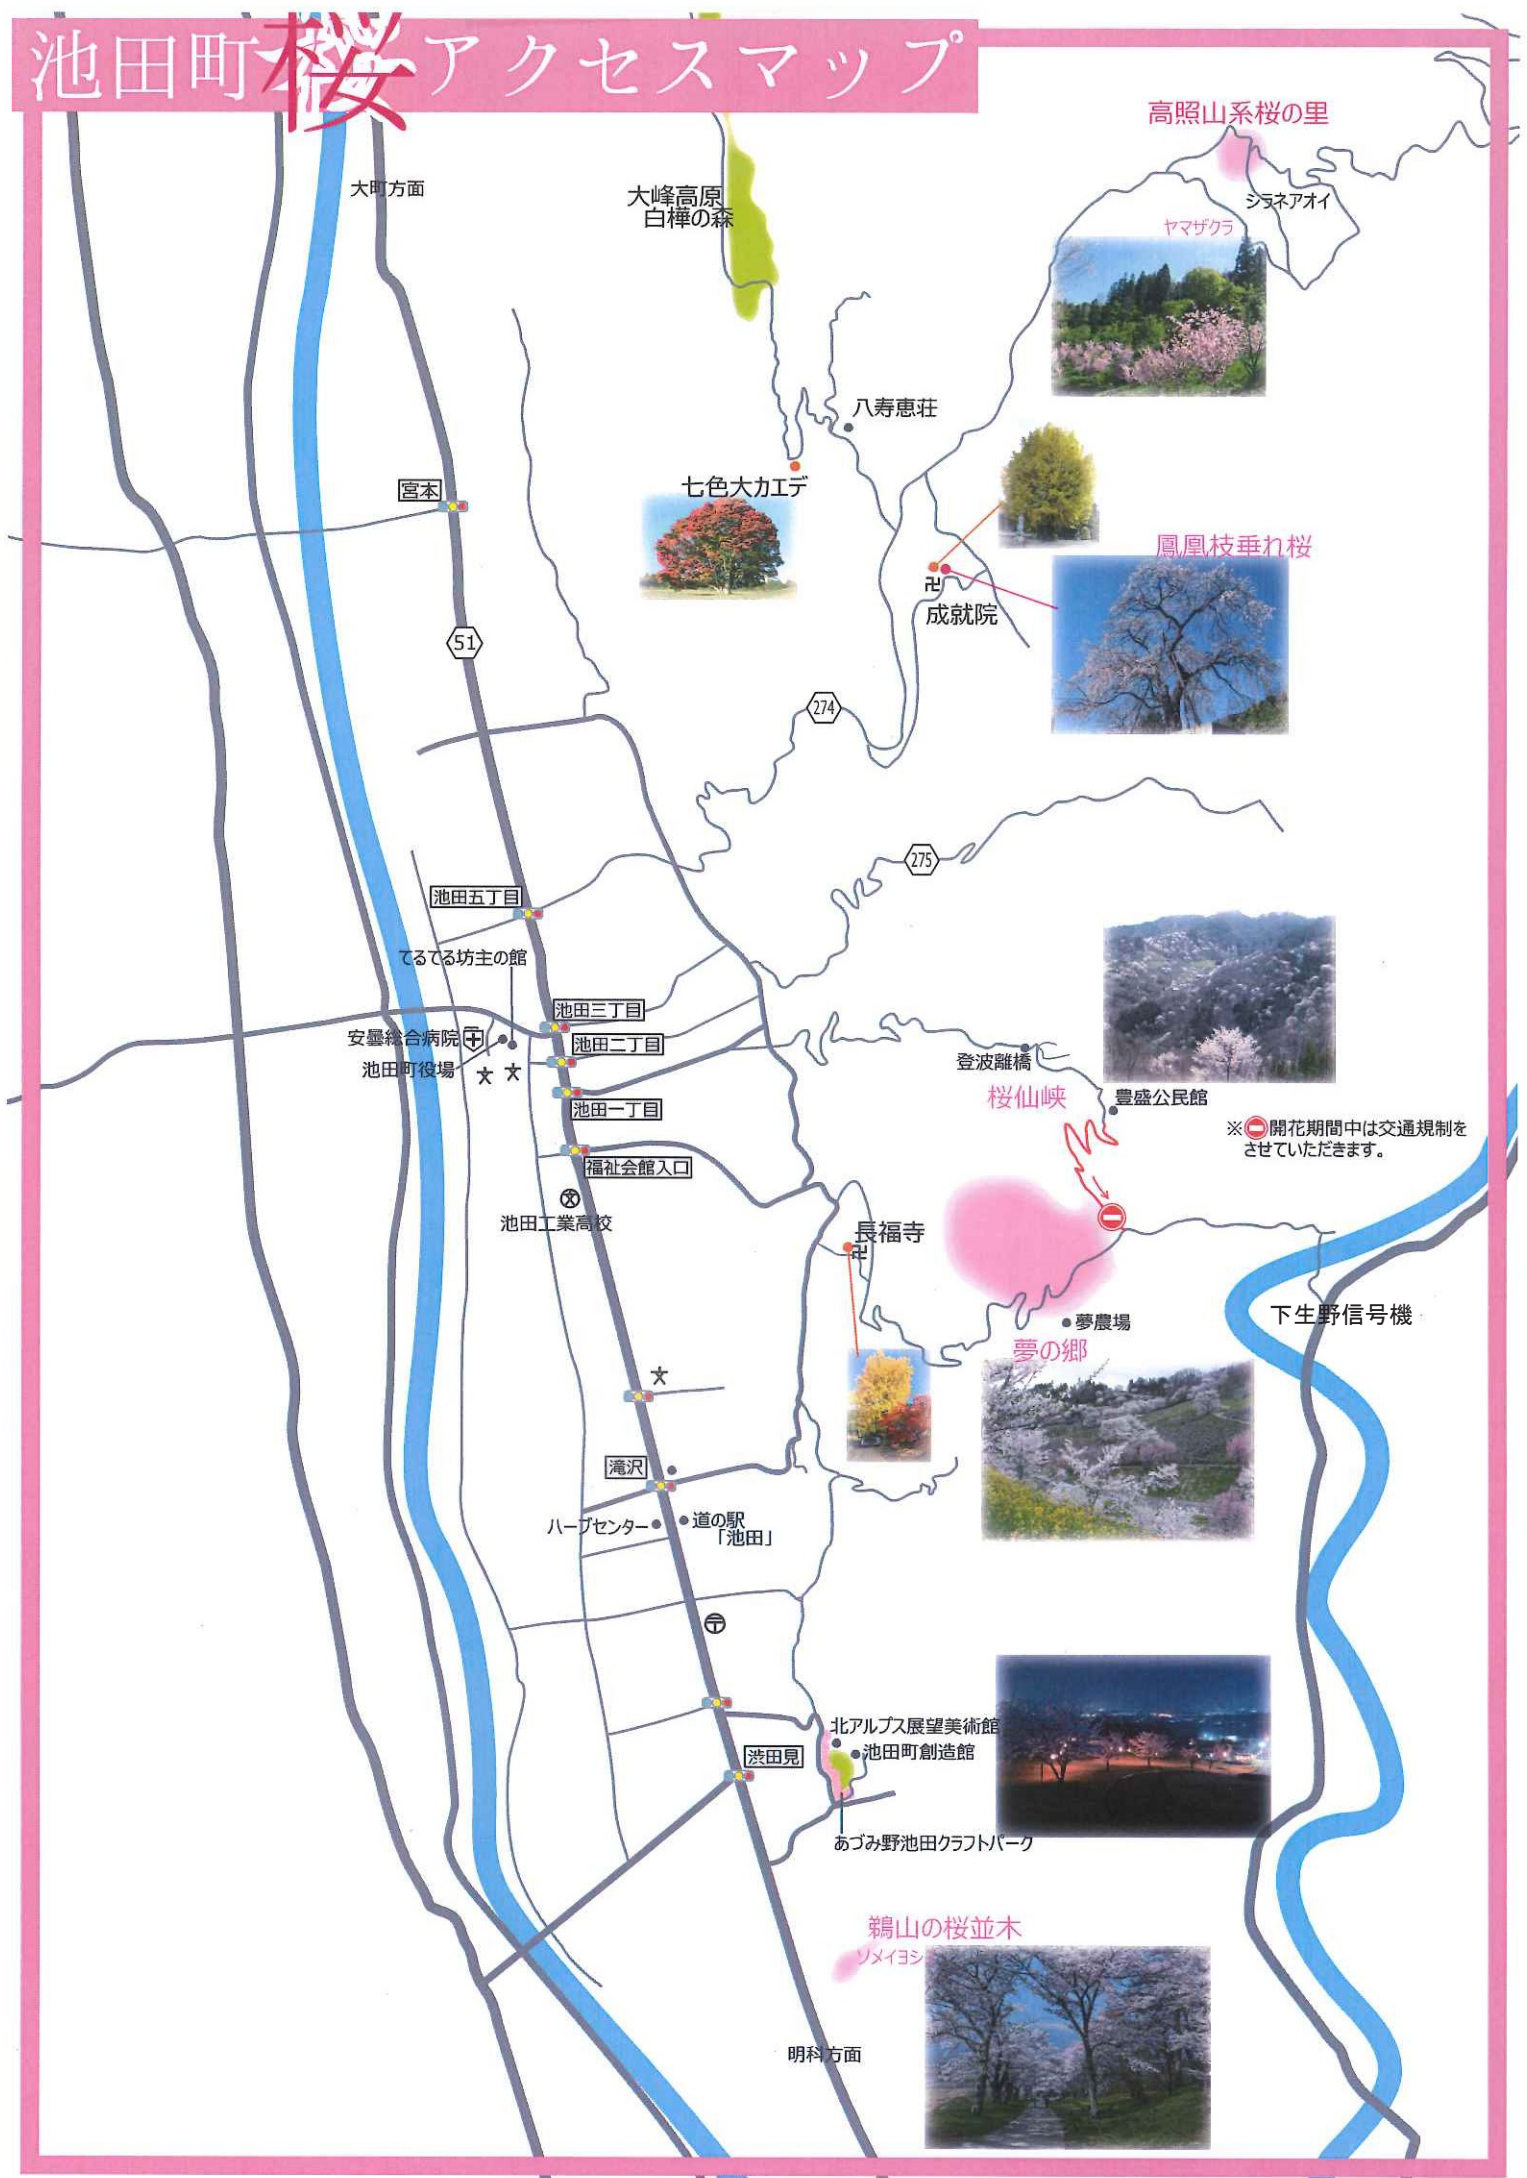 池田町桜アクセスマップ
高照山系桜の里
大町方面
大峰高原
白樺の森
シラネアオイ
ヤマザクラ
八寿恵荘
七色大カエデ
宮本
鳳凰枝垂れ桜
卍
成就院
51
274
275
池田五丁目
てるてる坊主の館
池田三丁目
安曇総合病院
池田二丁目
登波離橋
池田町役場
文
文
桜仙峡
豊盛公民館
池田一丁目
※開花期間中は交通規制を
させていただきます。
福祉会館入口
文
池田工業高校
長福寺
卍
下生野信号機
夢農場
夢の郷
文
滝沢
ハーブセンター
道の駅
「池田」
〒
北アルプス展望美術館
池田町創造館
渋田見
あづみ野池田クラフトパーク
鵜山の桜並木
ソメイヨシ
明科方面